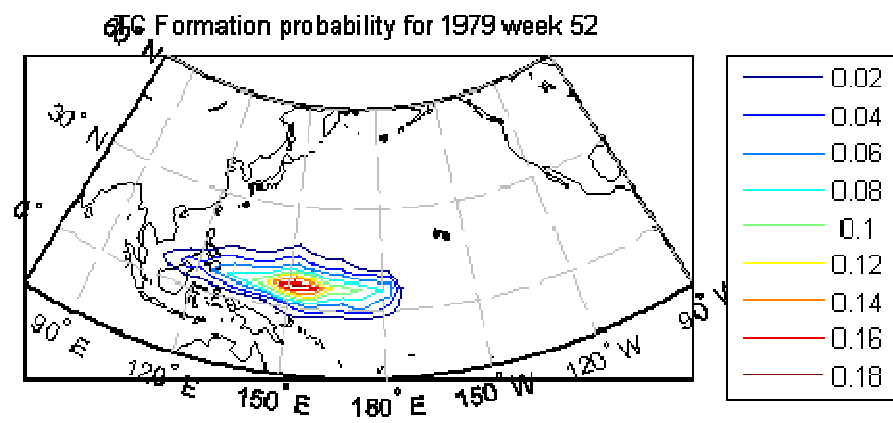 TC Formation probability for 1979 week 52
60° N
30° N
0°
90° E
120° E
150° E
180° E
150° W
120° W
90° W
0.02
0.04
0.06
0.08
0.1
0.12
0.14
0.16
0.18